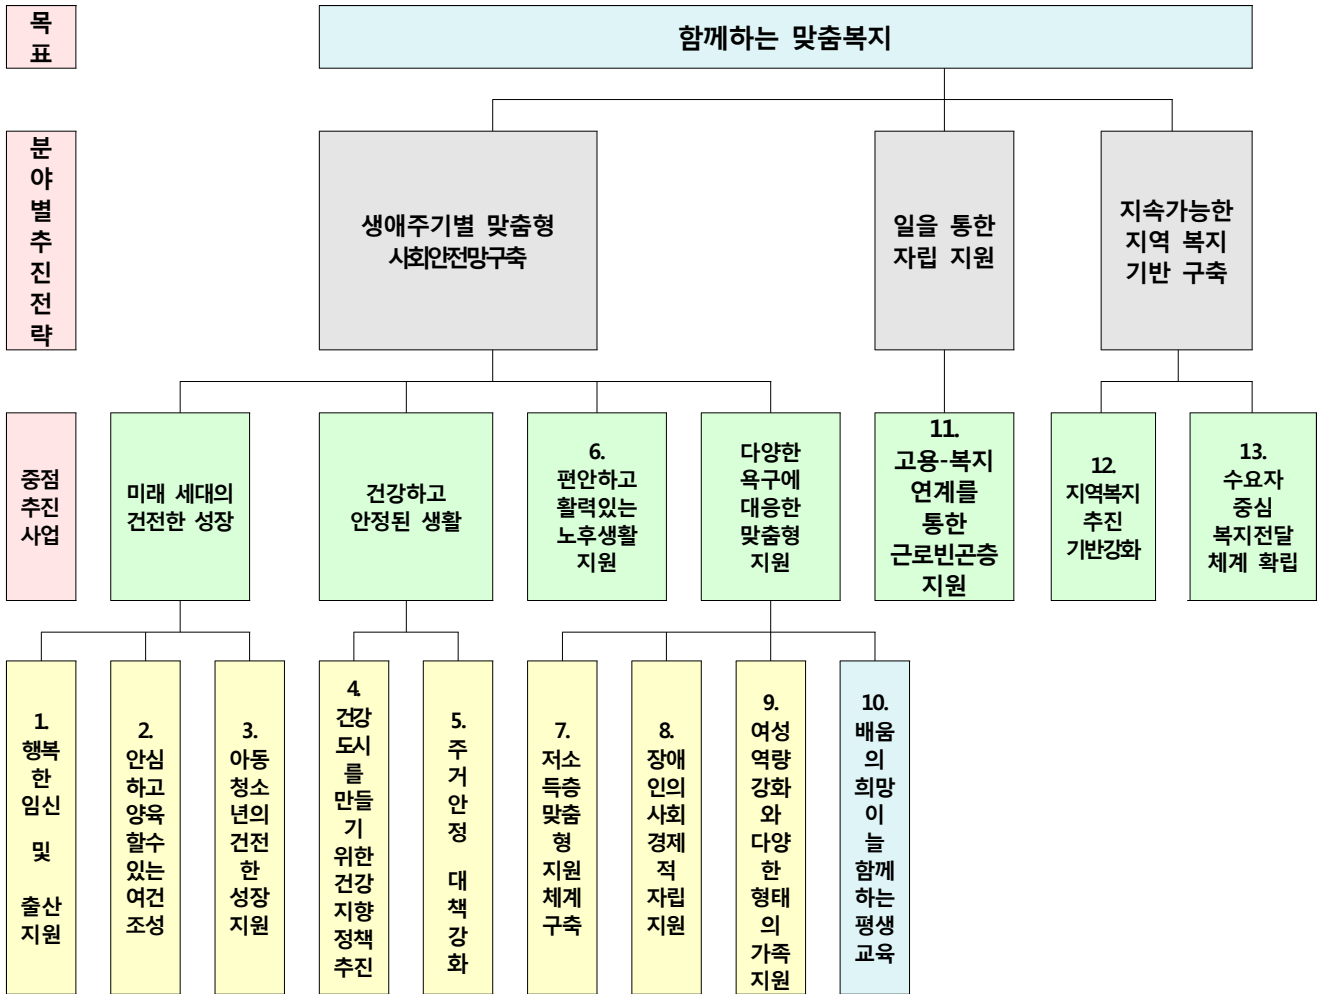 목
표
함께하는 맞춤복지
분
야
별
추
진
전
략
생애주기별 맞춤형
사회안전망구축
일을 통한
자립 지원
지속가능한
지역 복지
기반 구축
중점
추진
사업
미래 세대의
건전한 성장
건강하고
안정된 생활
6.
편안하고
활력있는
노후생활
지원
다양한
욕구에
대응한
맞춤형
지원
11.
고용-복지
연계를
통한
근로빈곤층
지원
12.
지역복지
추진
기반강화
13.
수요자
중심
복지전달
체계 확립
1.
행복
한
임신
및
출산
지원
2.
안심
하고
양육
할수
있는
여건
조성
3.
아동
청소
년의
건전
한
성장
지원
4.
건강
도시
를
만들
기
위한
건강
지향
정책
추진
5.
주
거
안
정
대
책
강
화
7.
저소
득층
맞춤
형
지원
체계
구축
8.
장애
인의
사회
경제
적
자립
지원
9.
여성
역량
강화
와
다양
한
형태
의
가족
지원
10.
배움
의
희망
이
늘
함께
하는
평생
교육